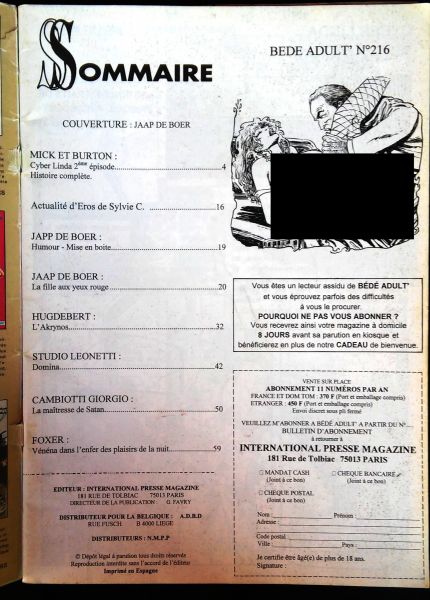 SOMMAIRE
BEDE ADULT' N°216
COUVERTURE : JAAP DE BOER
MICK ET BURTON :
Cyber Linda 2ème épisode...........................4
Histoire complète.
Actualité d'Eros de Sylvie C. ....................16
JAPP DE BOER :
Humour - Mise en boite..............................19
JAAP DE BOER :
La fille aux yeux rouge...............................20
HUGDEBERT :
L'Akrynos..................................................32
STUDIO LEONETTI :
Domina......................................................42
CAMBIOTTI GIORGIO :
La maîtresse de Satan..............................50
FOXER :
Vénéna dans l'enfer des plaisirs de la nuit..............59
EDITEUR : INTERNATIONAL PRESSE MAGAZINE
181 RUE DE TOLBIAC 75013 PARIS
DIRECTEUR DE LA PUBLICATION G. FAVRY
DISTRIBUTEUR POUR LA BELGIQUE : A.D.B.D
RUE FUSCH. B 4000 LIEGE
DISTRIBUTEURS : N.M.P.P
© Dépôt légal à parution tous droits réservés
Reproduction interdite sans l'accord de l'éditeur
Imprimé en Espagne
Vous êtes un lecteur assidu de BÉDÉ ADULT'
et vous éprouvez parfois des difficultés
à vous le procurer.
POURQUOI NE PAS VOUS ABONNER ?
Vous recevrez ainsi votre magazine à domicile
8 JOURS avant sa parution en kiosque et
bénéficierez en plus de notre CADEAU de bienvenue.
VENTE SUR PLACE
ABONNEMENT 11 NUMÉROS PAR AN
FRANCE ET DOM TOM : 370 F (Port et emballage compris)
ETRANGER : 450 F (Port et emballage compris)
Envoi discret sous pli fermé
VEUILLEZ M'ABONNER A BÉDÉ ADULT' A PARTIR DU N°....
BULLETIN D'ABONNEMENT
à retourner à
INTERNATIONAL PRESSE MAGAZINE
181 Rue de Tolbiac 75013 PARIS
□ MANDAT CASH □ CHEQUE BANCAIRE
(Joint à ce bon) (Joint à ce bon)
□ CHEQUE POSTAL
(Joint à ce bon)
Nom : Prénom :
Adresse :
Code postal
Ville : Pays :
Je certifie être âgé(e) de plus de 18 ans.
Signature :